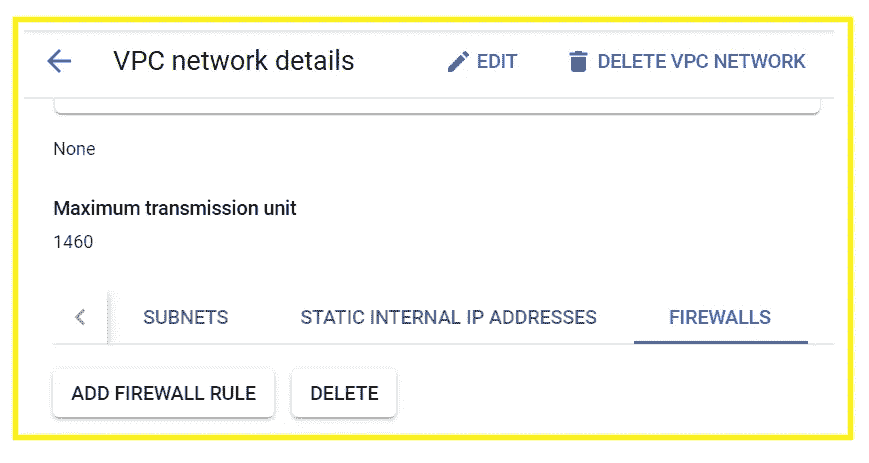 VPC network details EDIT DELETE VPC NETWORK
None
Maximum transmission unit
1460
SUBNETS STATIC INTERNAL IP ADDRESSES FIREWALLS
ADD FIREWALL RULE DELETE